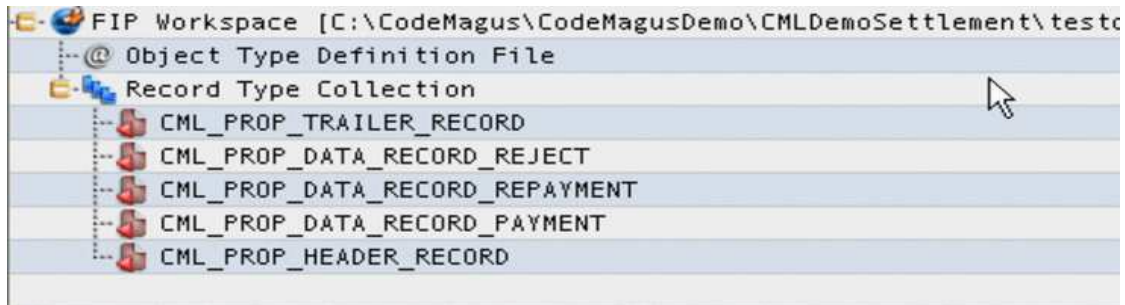 FIP Workspace [C:\CodeMagus\CodeMagusDemo\CMLDemoSettlement\testc
@ Object Type Definition File
Record Type Collection
CML_PROP_TRAILER_RECORD
CML_PROP_DATA_RECORD_REJECT
CML_PROP_DATA_RECORD_REPAYMENT
CML_PROP_DATA_RECORD_PAYMENT
CML_PROP_HEADER_RECORD